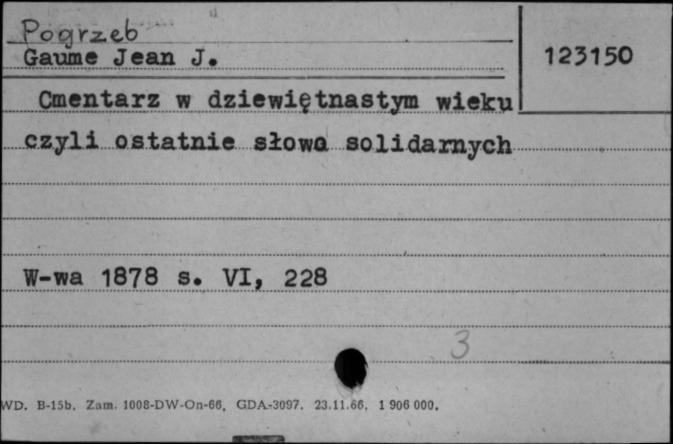 Pogrzeb
Gaume Jean J.
123150
Cmentarz w dziewiętnastym wieku
czyli ostatnie słowa solidarnych
W-wa 1878 s. VI, 228
3
WD. B-15b. Zam. 1008-DW-On-66. GDA-3097. 23.11.66. 1 906 000.